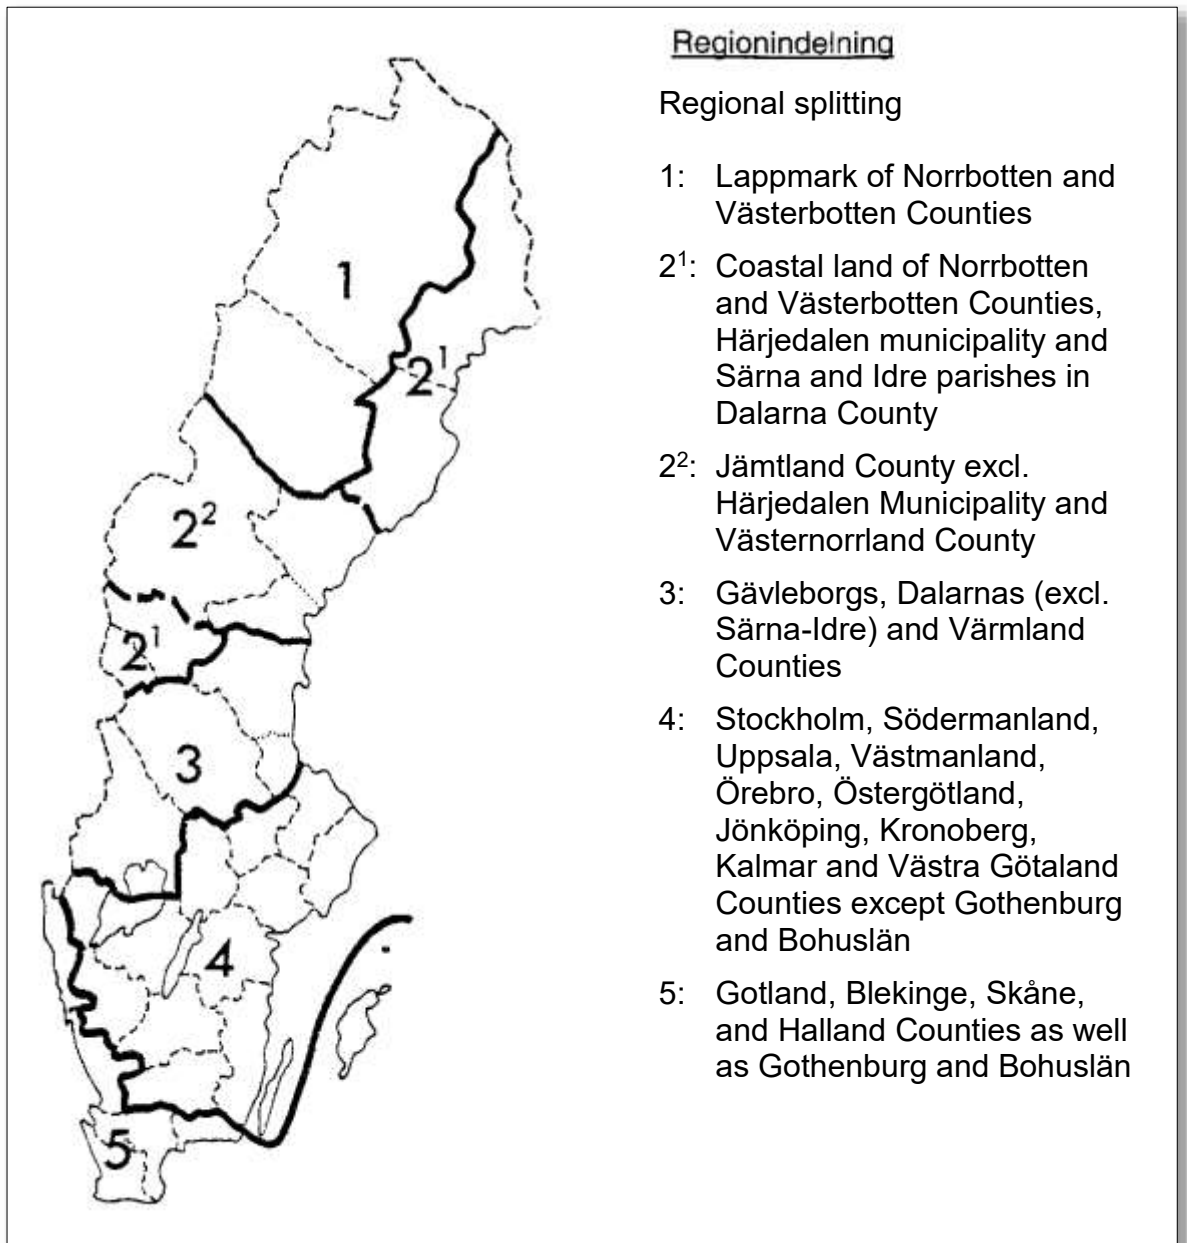 Regionindelning
Regional splitting
1: Lappmark of Norrbotten and
Västerbotten Counties
2¹: Coastal land of Norrbotten
and Västerbotten Counties,
Härjedalen municipality and
Särna and Idre parishes in
Dalarna County
2²: Jämtland County excl.
Härjedalen Municipality and
Västernorrland County
3: Gävleborgs, Dalarnas (excl.
Särna-Idre) and Värmland
Counties
4: Stockholm, Södermanland,
Uppsala, Västmanland,
Örebro, Östergötland,
Jönköping, Kronoberg,
Kalmar and Västra Götaland
Counties except Gothenburg
and Bohuslän
5: Gotland, Blekinge, Skåne,
and Halland Counties as well
as Gothenburg and Bohuslän
1
2¹
2²
2¹
3
4
5